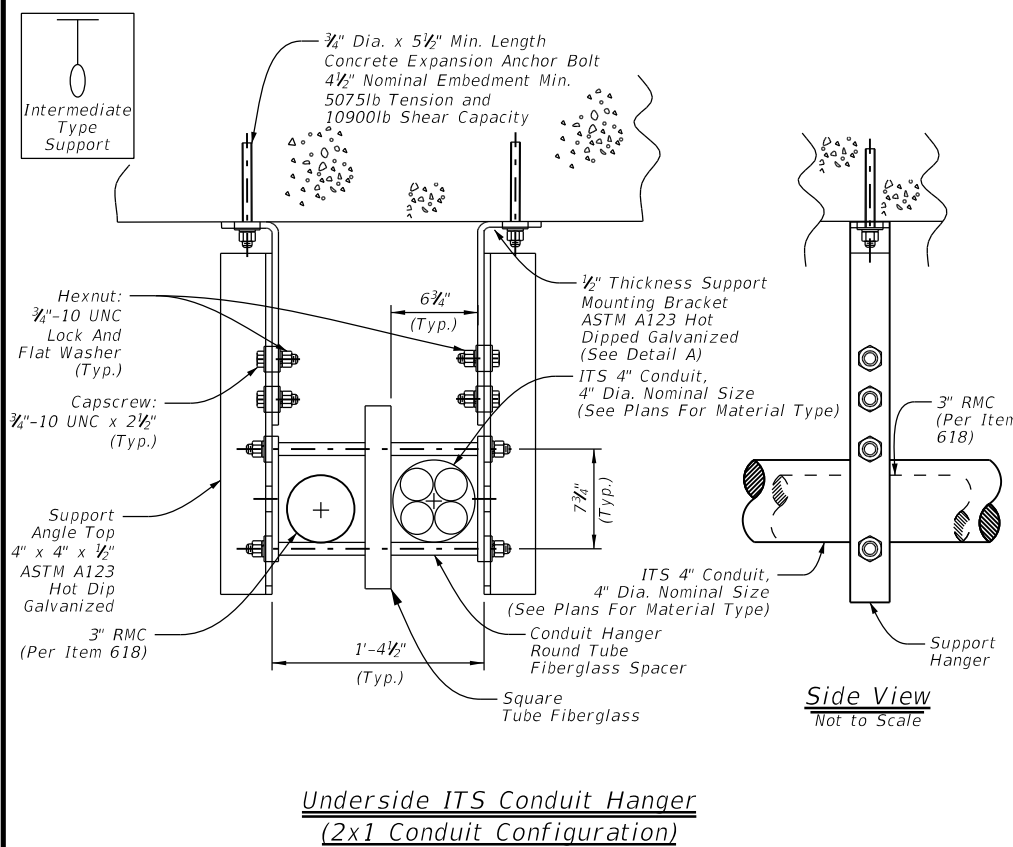 Intermediate
Type
Support
¾" Dia. x 5½" Min. Length
Concrete Expansion Anchor Bolt
4½" Nominal Embedment Min.
5075lb Tension and
10900lb Shear Capacity
Hexnut:
¾"-10 UNC
Lock And
Flat Washer
(Typ.)
Capscrew:
¾"-10 UNC x 2½"
(Typ.)
6¾"
(Typ.)
½" Thickness Support
Mounting Bracket
ASTM A123 Hot
Dipped Galvanized
(See Detail A)
ITS 4" Conduit,
4" Dia. Nominal Size
(See Plans For Material Type)
7¾"
(Typ.)
Support
Angle Top
4" x 4" x ½"
ASTM A123
Hot Dip
Galvanized
3" RMC
(Per Item 618)
1'-4½"
(Typ.)
Conduit Hanger
Round Tube
Fiberglass Spacer
Square
Tube Fiberglass
3" RMC
(Per Item
618)
ITS 4" Conduit,
4" Dia. Nominal Size
(See Plans For Material Type)
Support
Hanger
Side View
Not to Scale
Underside ITS Conduit Hanger
(2x1 Conduit Configuration)